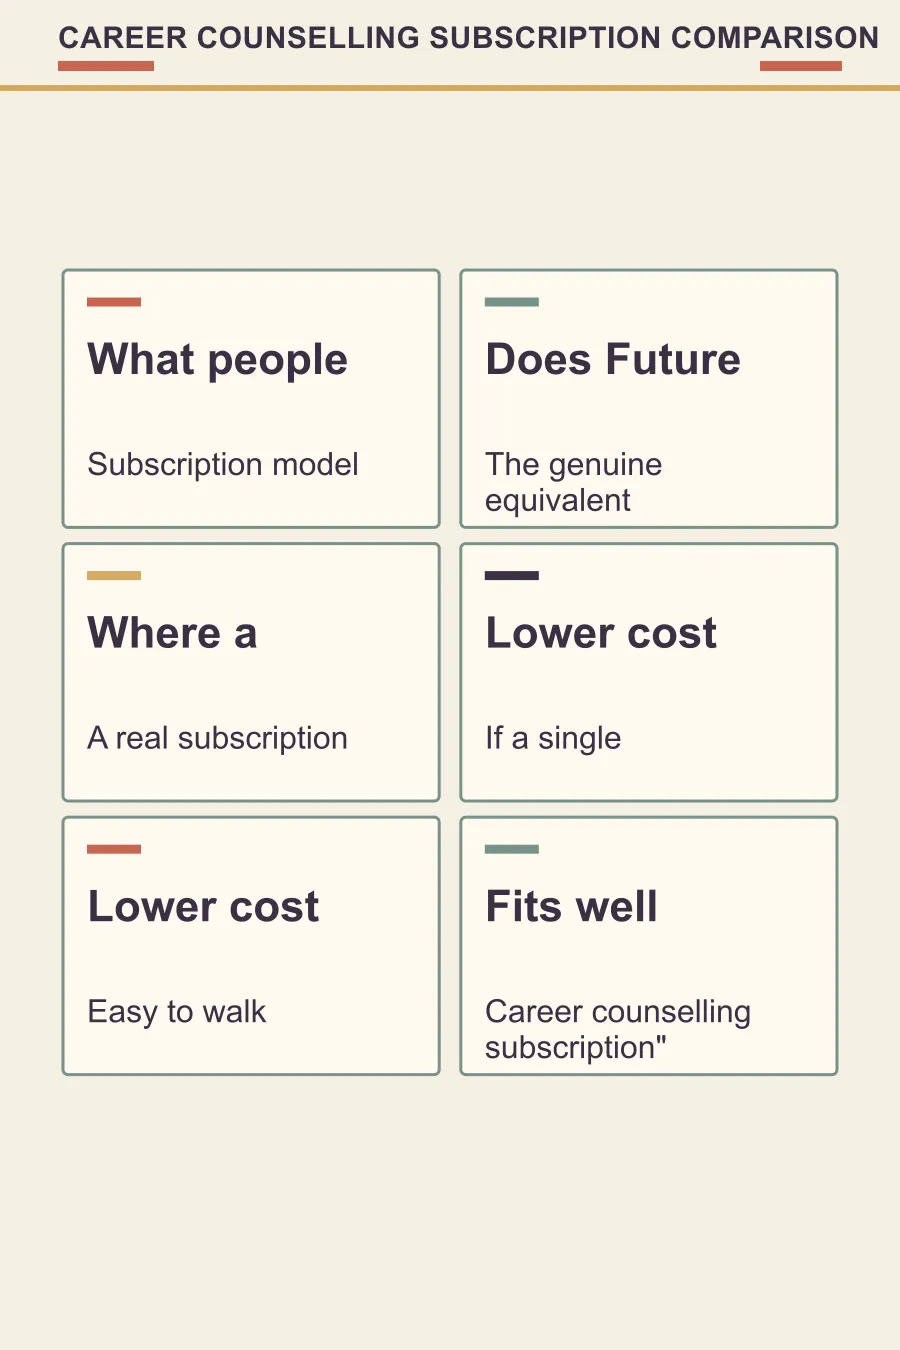 CAREER COUNSELLING SUBSCRIPTION COMPARISON
What people
Subscription model
Does Future
The genuine
equivalent
Where a
A real subscription
Lower cost
If a single
Lower cost
Easy to walk
Fits well
Career counselling
subscription"